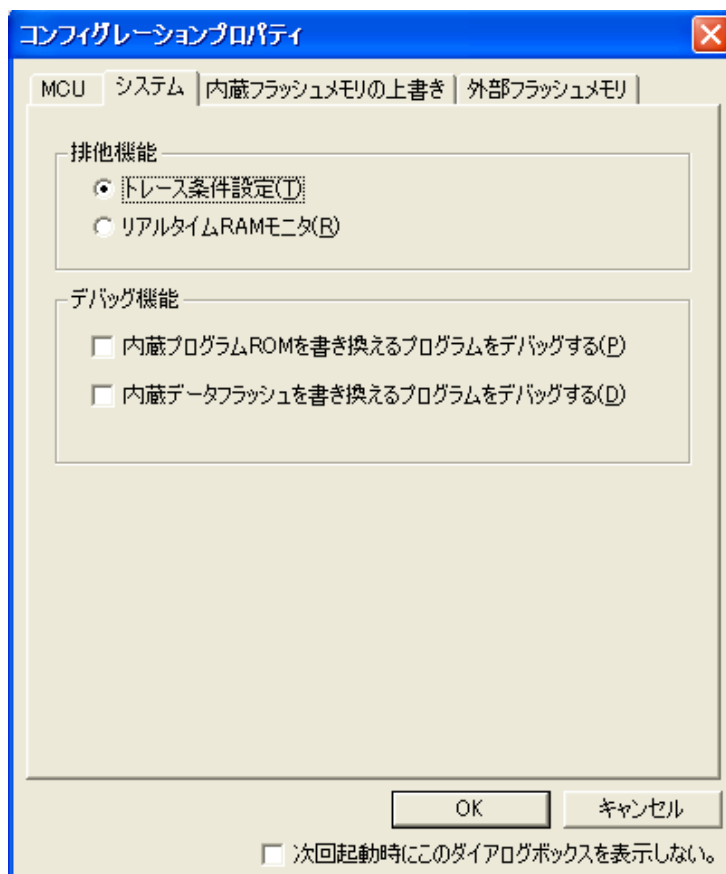 コンフィグレーションプロパティ
MCU システム 内蔵フラッシュメモリの上書き 外部フラッシュメモリ
排他機能
トレース条件設定(T)
リアルタイムRAMモニタ(R)
デバッグ機能
内蔵プログラムROMを書き換えるプログラムをデバッグする(P)
内蔵データフラッシュを書き換えるプログラムをデバッグする(D)
OK キャンセル
次回起動時にこのダイアログボックスを表示しない。